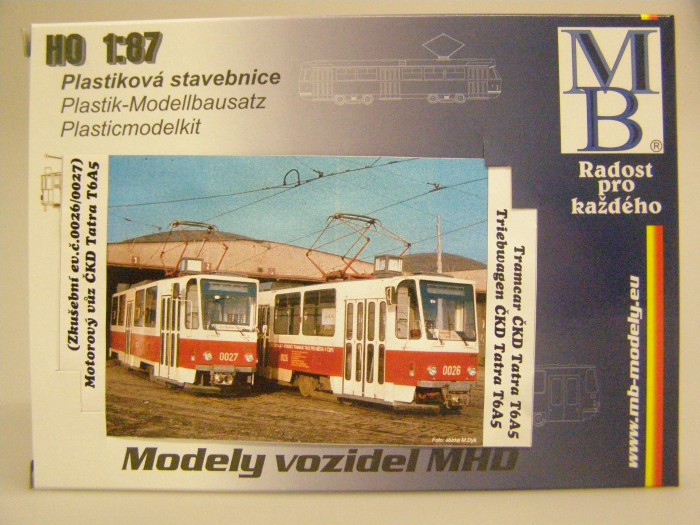 HO 1:87
Plastiková stavebnice
Plastik-Modellbausatz
Plasticmodelkit
MB®
Radost
pro
každého
(Zkušební ev.č.0026/0027)
Motorový vůz ČKD Tatra T6A5
0027
0026
Tramcar ČKD Tatra T6A5
Triebwagen ČKD Tatra T6A5
www.mb-modely.eu
Modely vozidel MHD